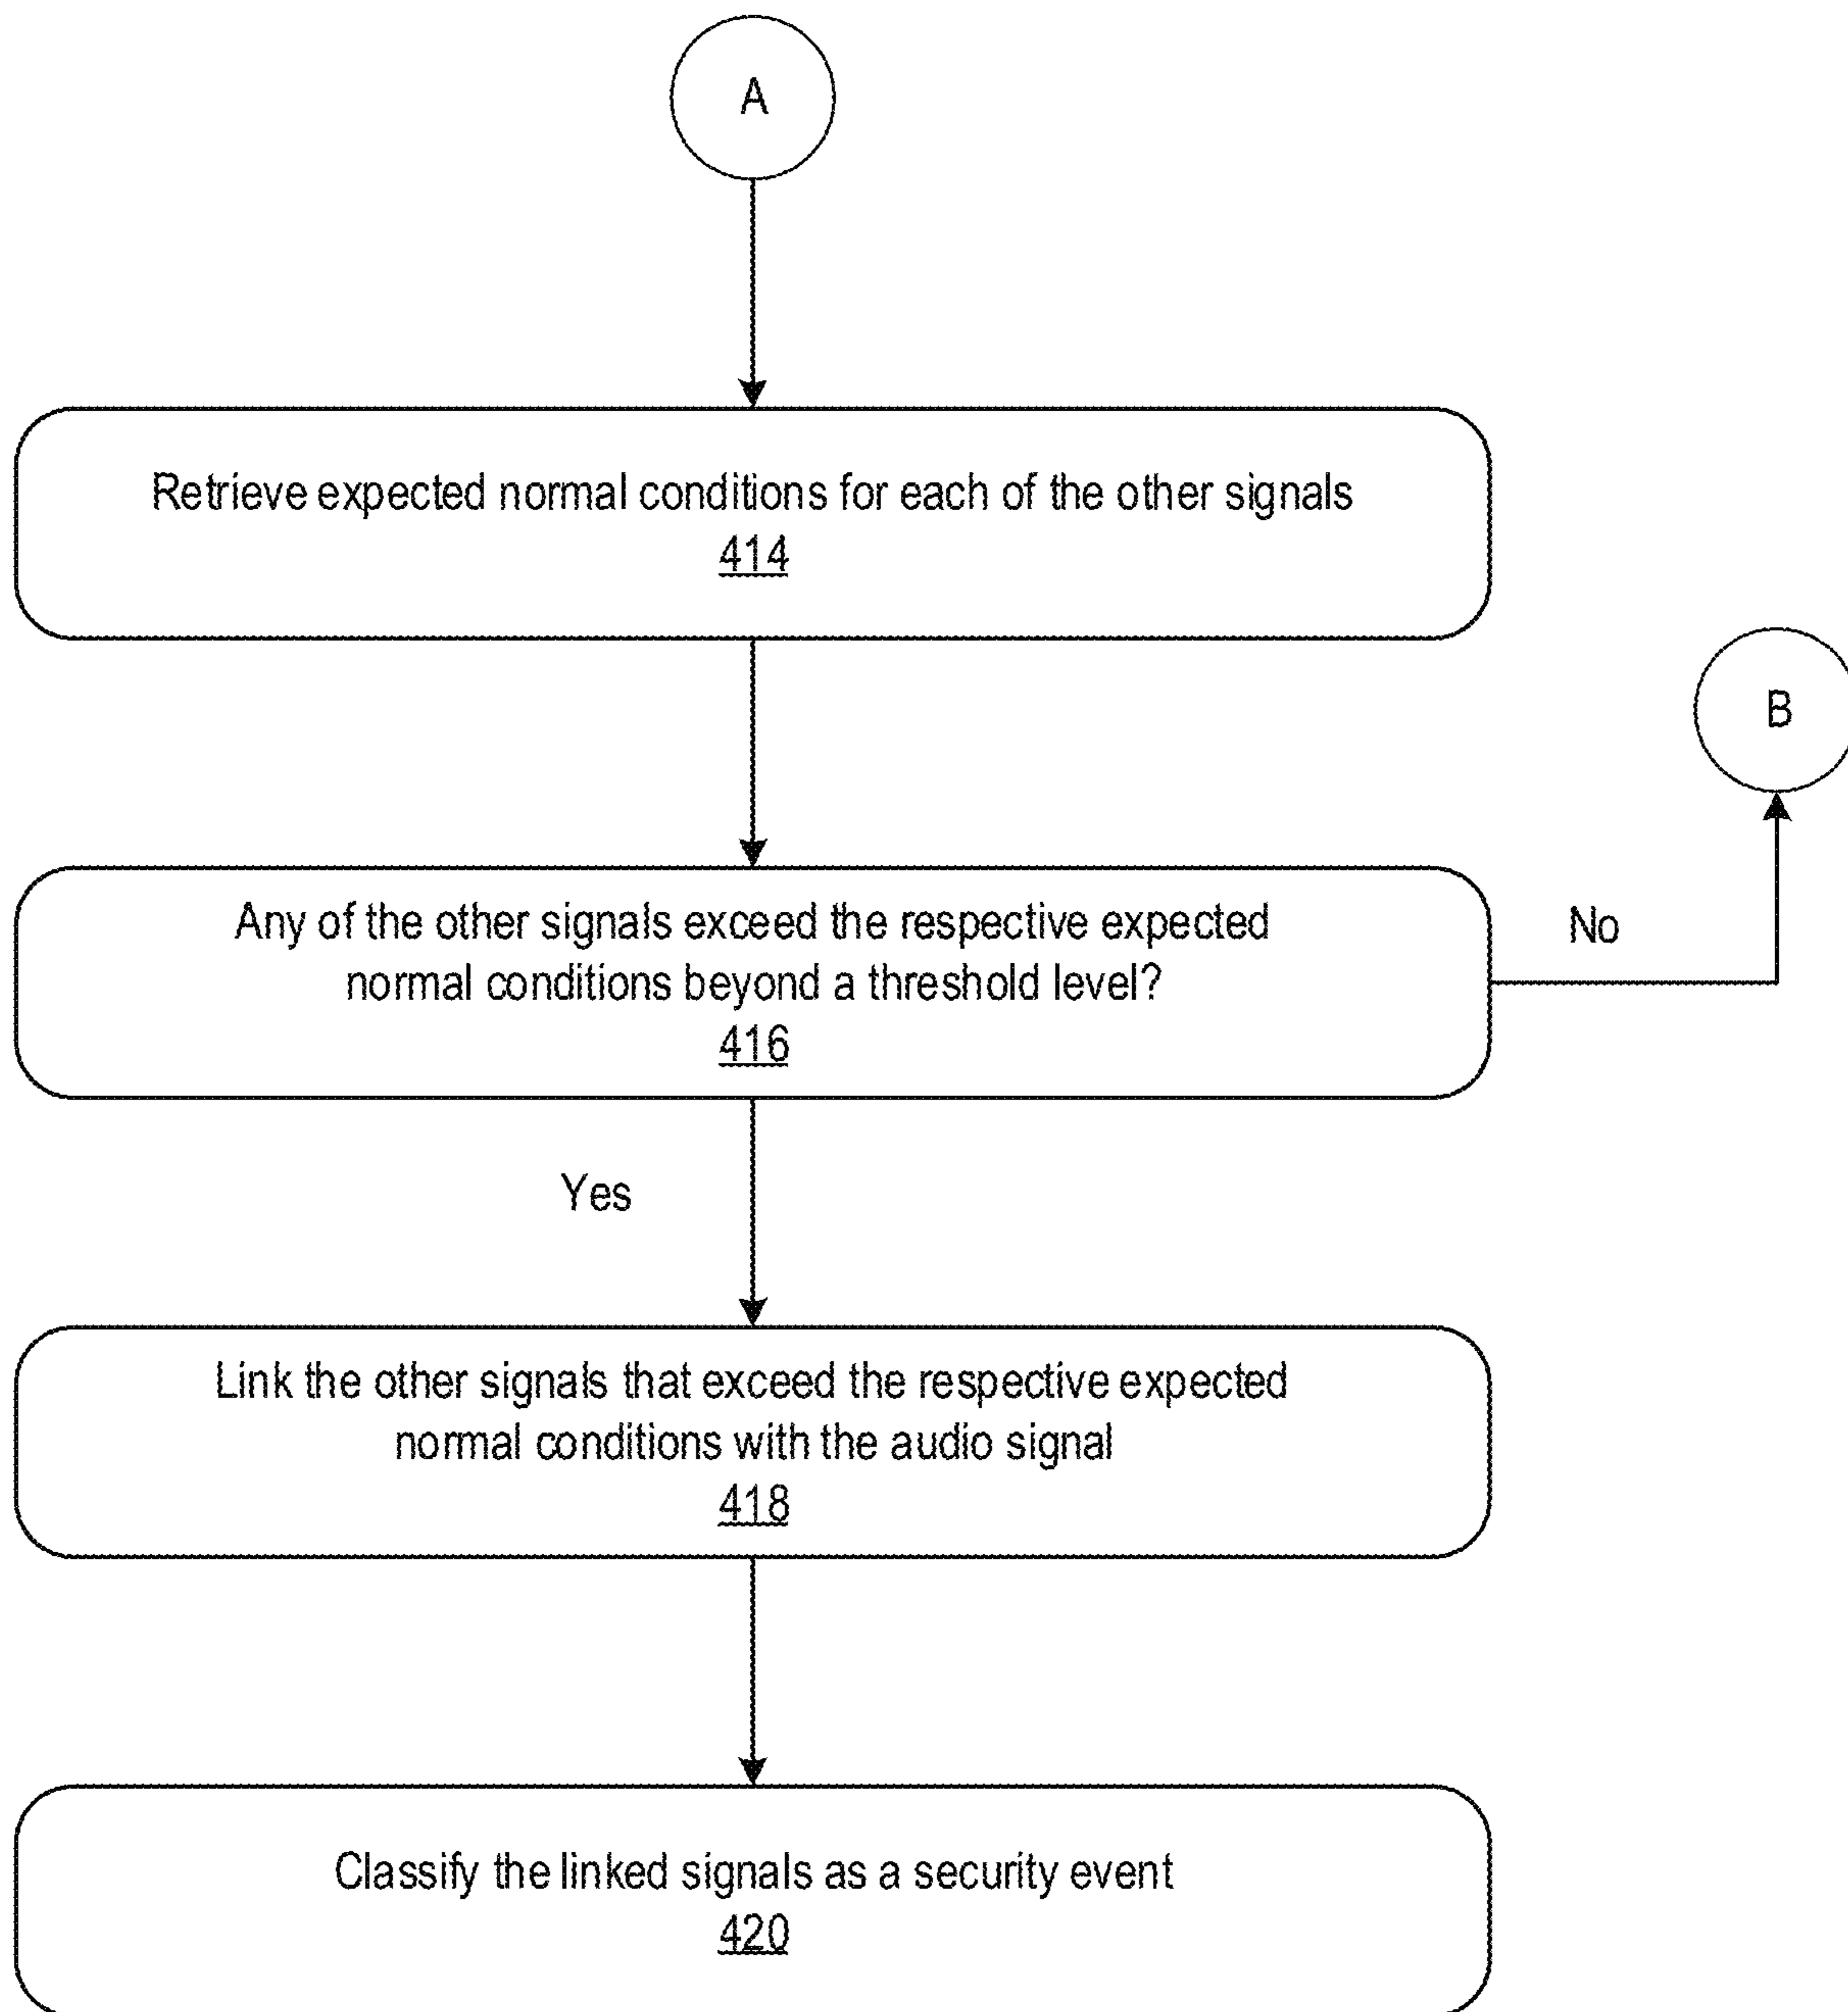 A
Retrieve expected normal conditions for each of the other signals
414
B
Any of the other signals exceed the respective expected
normal conditions beyond a threshold level?
416
No
Yes
Link the other signals that exceed the respective expected
normal conditions with the audio signal
418
Classify the linked signals as a security event
420